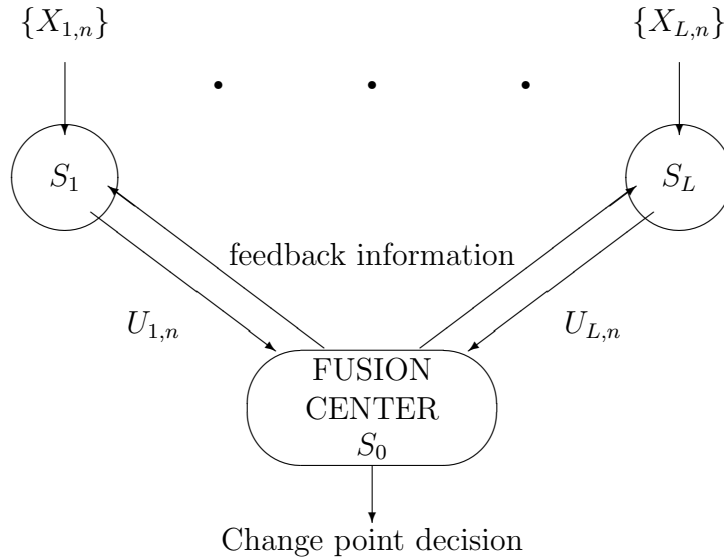 {X_{1,n}}
{X_{L,n}}
S_1
S_L
feedback information
U_{1,n}
U_{L,n}
FUSION
CENTER
S_0
Change point decision